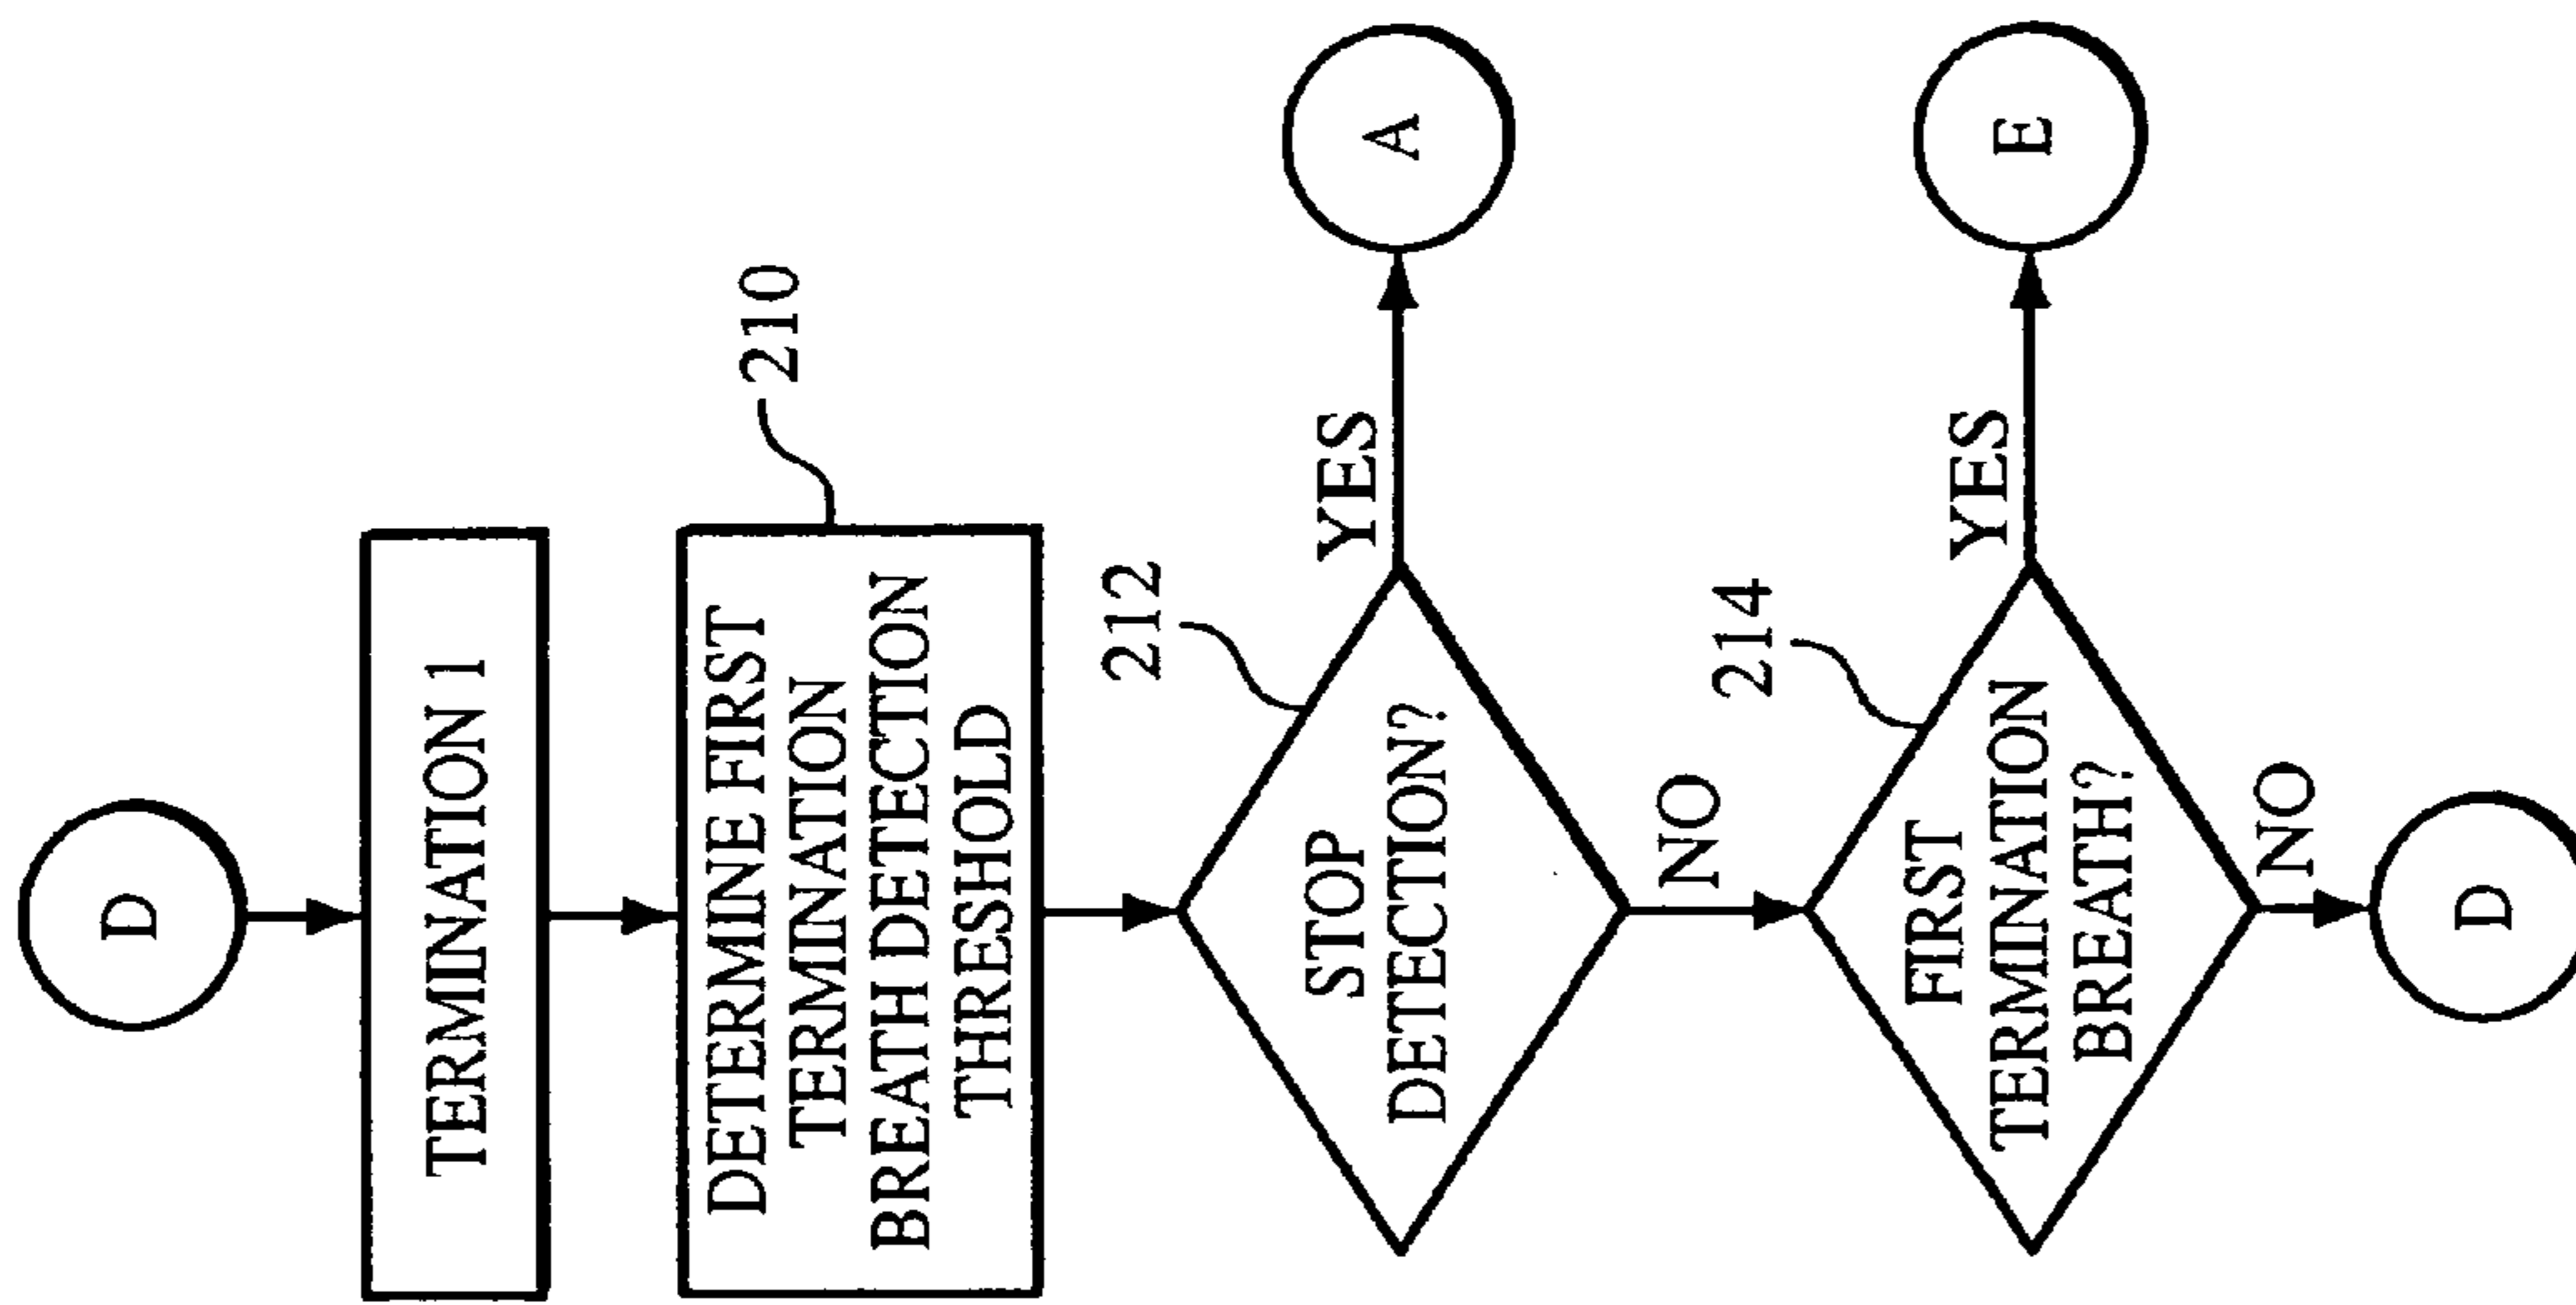 D
TERMINATION 1
210
DETERMINE FIRST
TERMINATION
BREATH DETECTION
THRESHOLD
212
STOP
DETECTION?
YES
A
NO
214
FIRST
TERMINATION
BREATH?
YES
E
NO
D